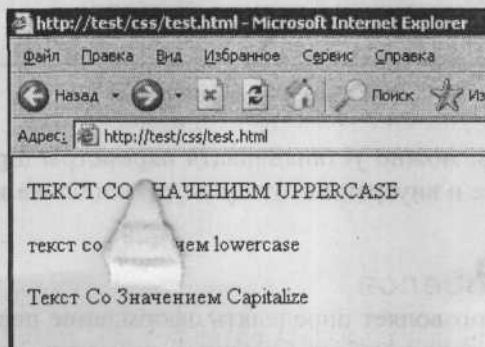 http://test/css/test.html - Microsoft Internet Explorer
Файл Правка Вид Избранное Сервис Справка
Назад Поиск
Адрес: http://test/css/test.html
ТЕКСТ СО ЗНАЧЕНИЕМ UPPERCASE
текст со lowercase
Текст Со Значением Capitalize